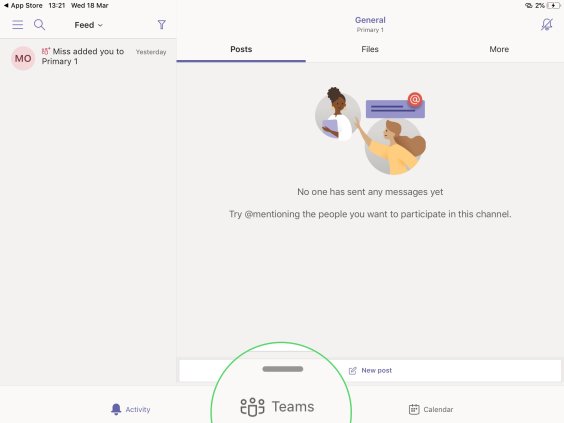 ◀ App Store 13:21 Wed 18 Mar
2%
Feed
MO
Miss added you to
Primary 1
Yesterday
General
Primary 1
Posts
Files
More
@
No one has sent any messages yet
Try @mentioning the people you want to participate in this channel.
New post
Activity
Teams
Calendar